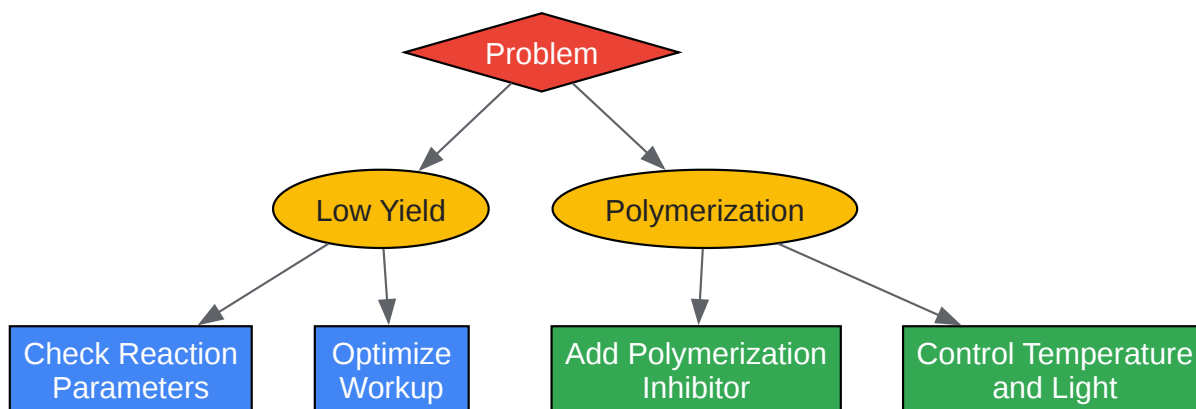 Problem
Low Yield
Polymerization
Check Reaction
Parameters
Optimize
Workup
Add Polymerization
Inhibitor
Control Temperature
and Light